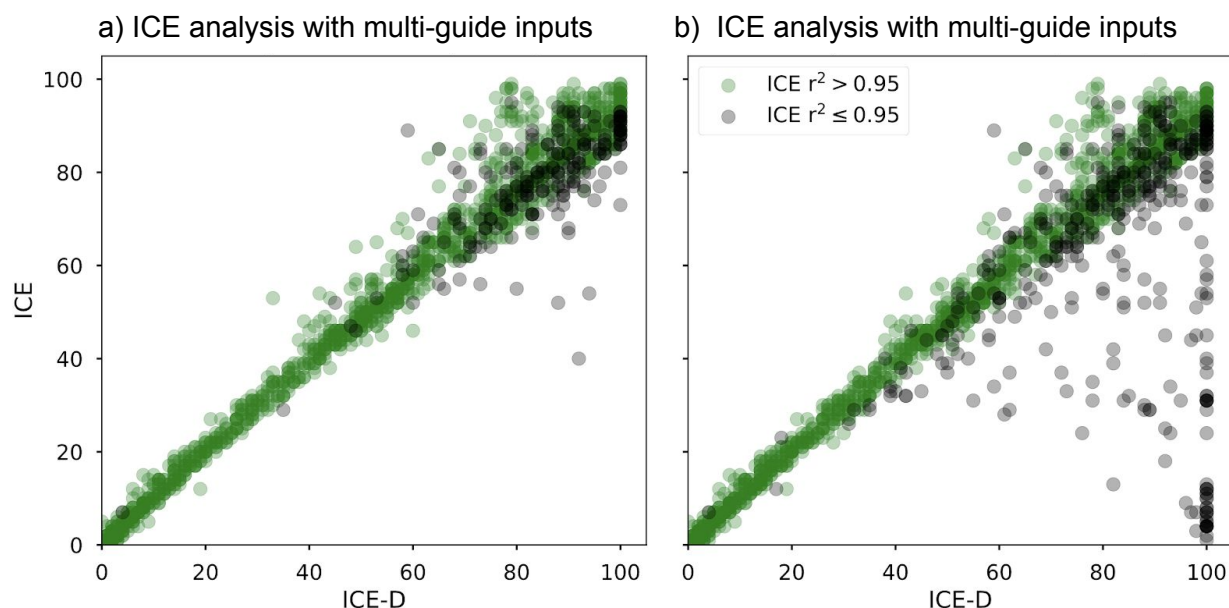 a) ICE analysis with multi-guide inputs
b) ICE analysis with multi-guide inputs
ICE r² > 0.95
ICE r² ≤ 0.95
100
80
60
40
20
0
ICE
0 20 40 60 80 100
0 20 40 60 80 100
ICE-D
ICE-D